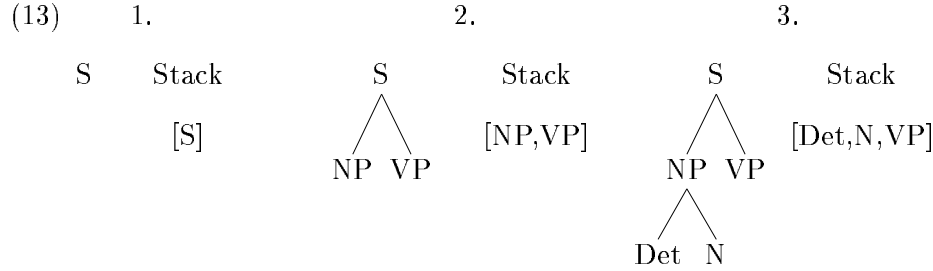 (13) 1. 2. 3.
S Stack S Stack S Stack
[S] [NP,VP] [Det,N,VP]
NP VP NP VP
Det N